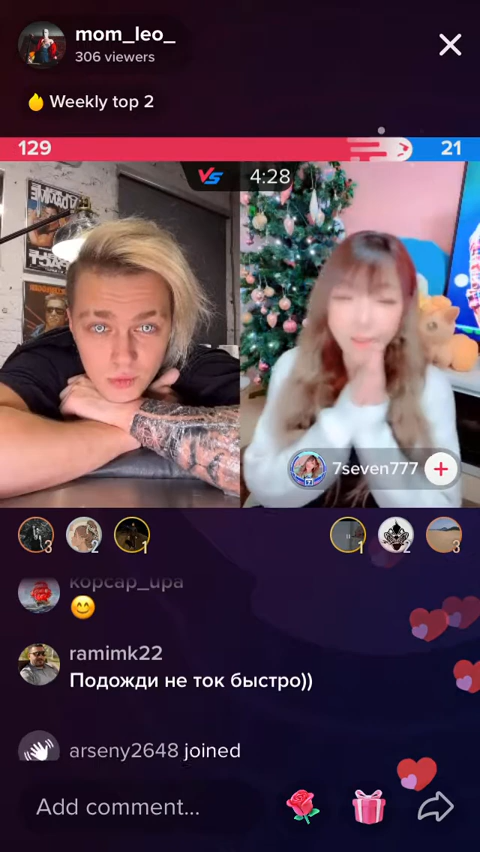 mom_leo_
306 viewers
Weekly top 2
129
21
VS 4:28
7seven777
3
2
1
1
2
3
kopcap_upa
😊
ramimk22
Подожди не ток быстро))
arseny2648 joined
Add comment...